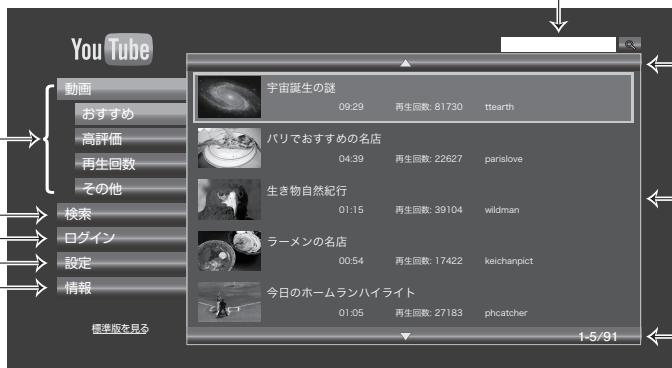 YouTube
動画
おすすめ
高評価
再生回数
その他
検索
ログイン
設定
情報
標準版を見る
宇宙誕生の謎
09:29 再生回数: 81730 ttearth
パリでおすすめの名店
04:39 再生回数: 22627 parislove
生き物自然紀行
01:15 再生回数: 39104 wildman
ラーメンの名店
00:54 再生回数: 17422 keichanpict
今日のホームランハイライト
01:05 再生回数: 27183 phcatcher
1-5/91